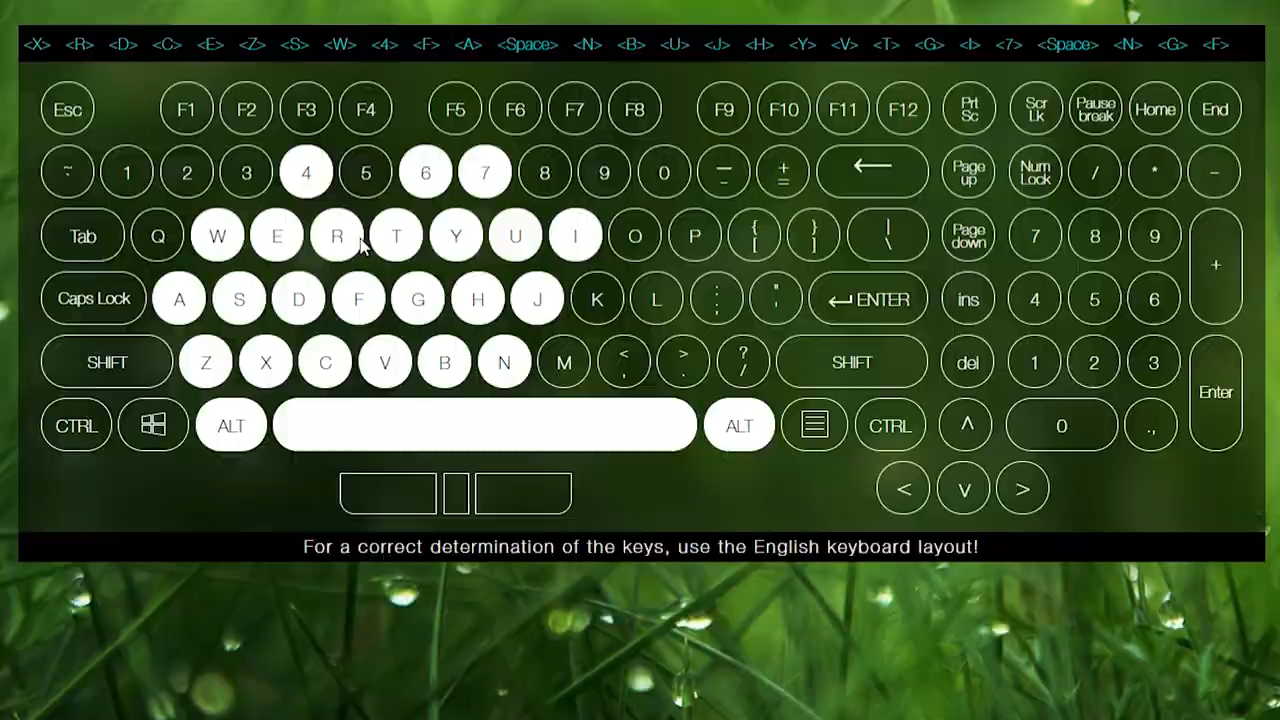 <X> <R> <D> <C> <E> <Z> <S> <W> <4> <F> <A> <Space> <N> <B> <U> <J> <H> <Y> <V> <T> <G> <I> <7> <Space> <N> <G> <F>
Esc F1 F2 F3 F4 F5 F6 F7 F8 F9 F10 F11 F12 Prt Sc Scr Lk Pause break Home End
~ 1 2 3 4 5 6 7 8 9 0 — - + = ← Page up Num Lock / * -
Tab Q W E R T Y U I O P { [ } ] | \ Page down 7 8 9 +
Caps Lock A S D F G H J K L : ; " ' ↵ ENTER ins 4 5 6
SHIFT Z X C V B N M < , > . ? / SHIFT del 1 2 3 Enter
CTRL ALT ALT CTRL ^ 0 .,
< v >
For a correct determination of the keys, use the English keyboard layout!